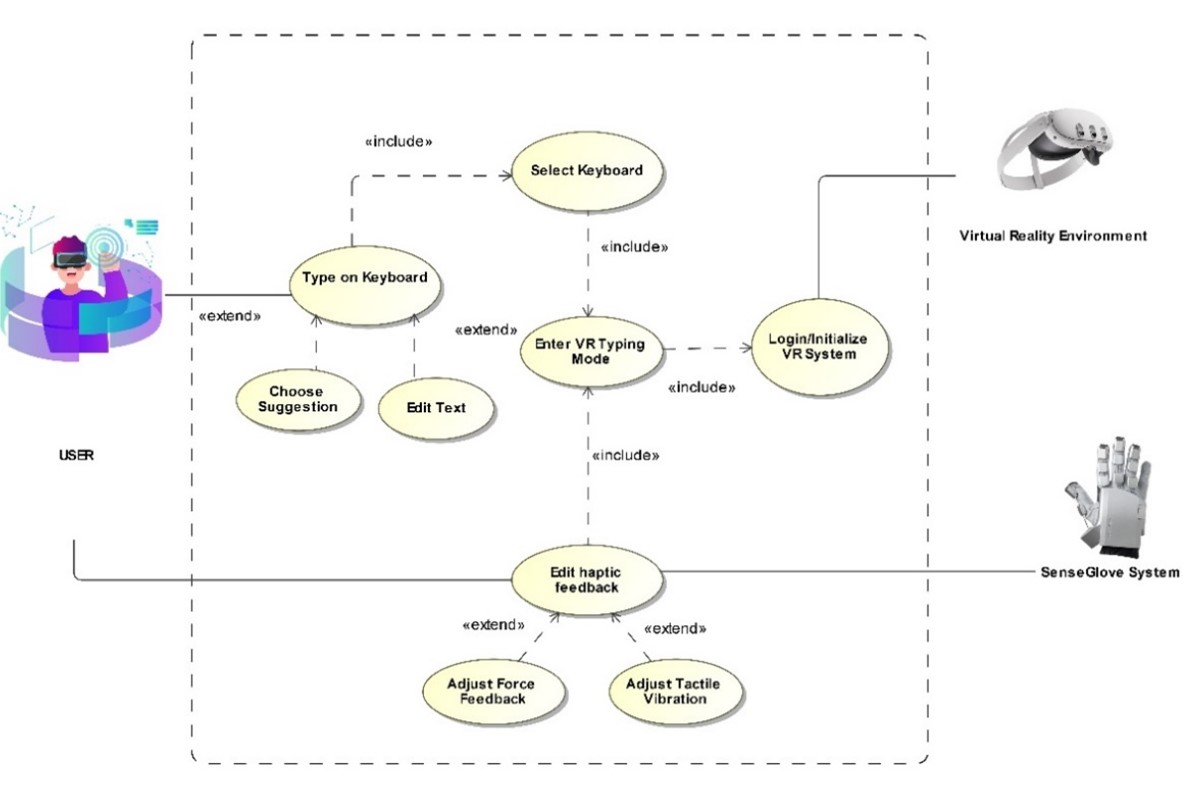 «include»
Select Keyboard
Virtual Reality Environment
«include»
Type on Keyboard
«extend»
«extend»
Enter VR Typing
Mode
Login/Initialize
VR System
«include»
Choose
Suggestion
Edit Text
USER
«include»
Edit haptic
feedback
SenseGlove System
«extend»
«extend»
Adjust Force
Feedback
Adjust Tactile
Vibration